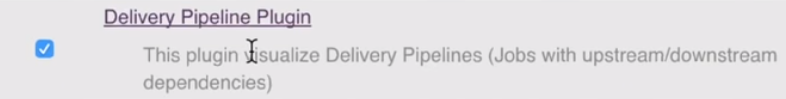 Delivery Pipeline Plugin
This plugin visualize Delivery Pipelines (Jobs with upstream/downstream
dependencies)